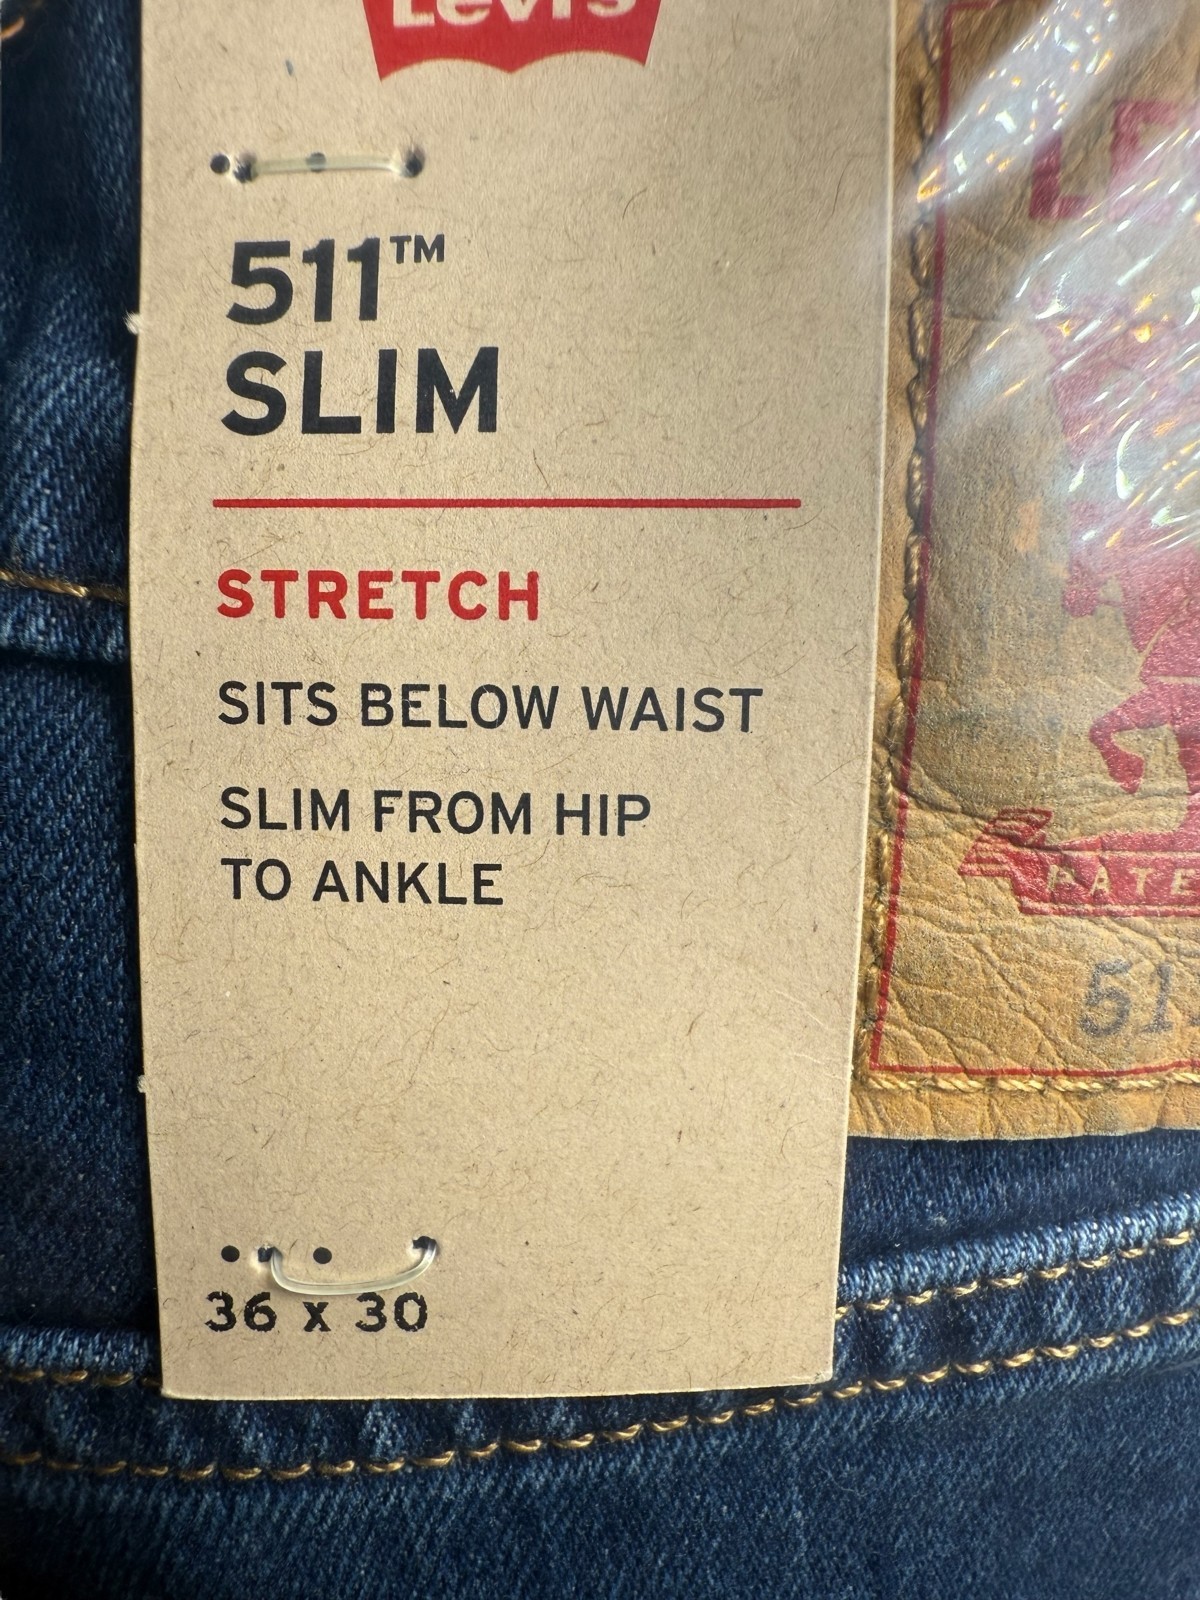 Levi's
511™
SLIM
STRETCH
SITS BELOW WAIST
SLIM FROM HIP
TO ANKLE
36 x 30